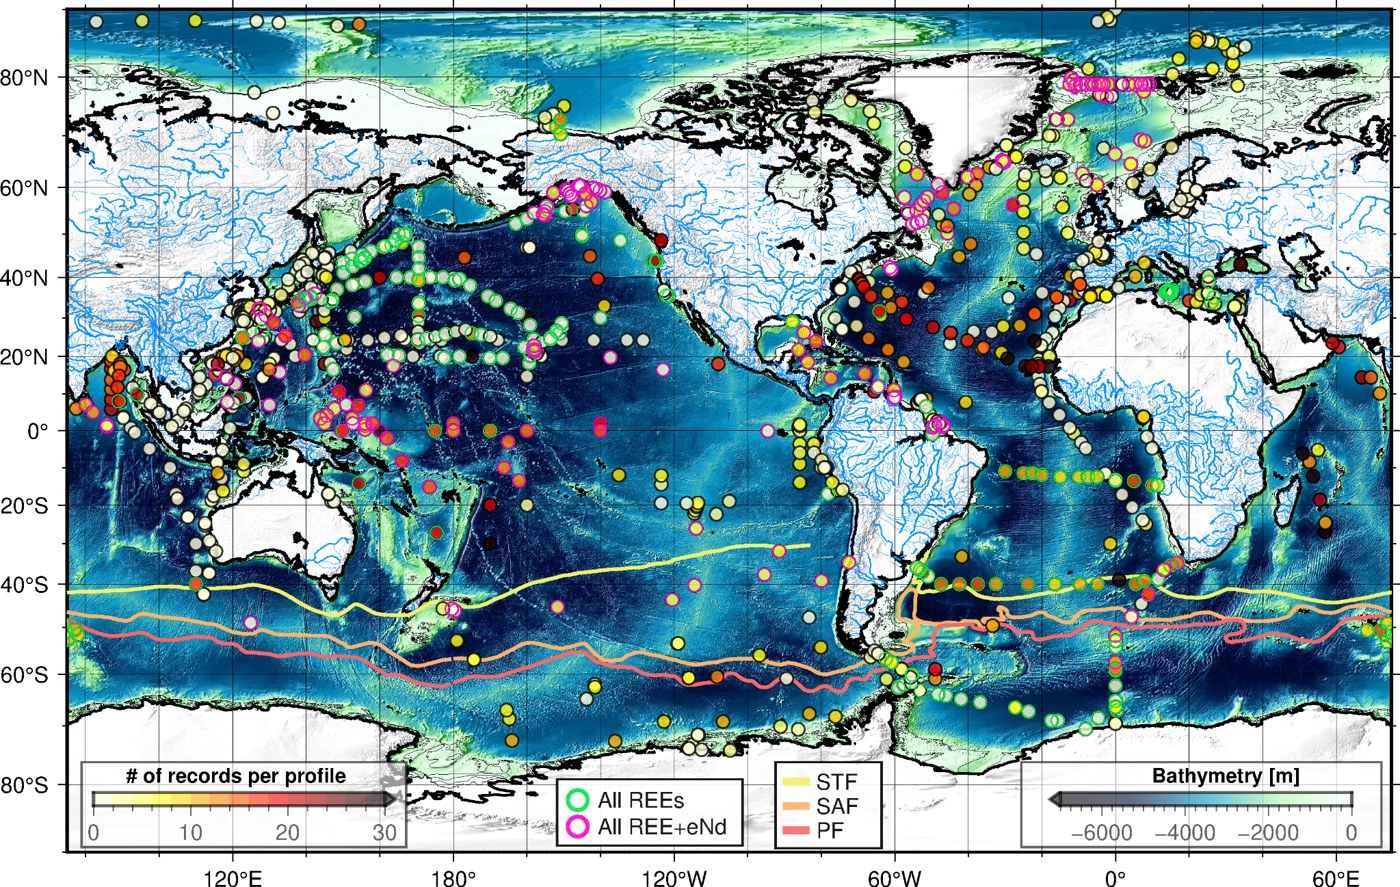 80°N
60°N
40°N
20°N
0°
20°S
40°S
60°S
80°S
# of records per profile
0 10 20 30
All REEs
All REE+eNd
STF
SAF
PF
Bathymetry [m]
−6000 −4000 −2000 0
120°E 180° 120°W 60°W 0° 60°E